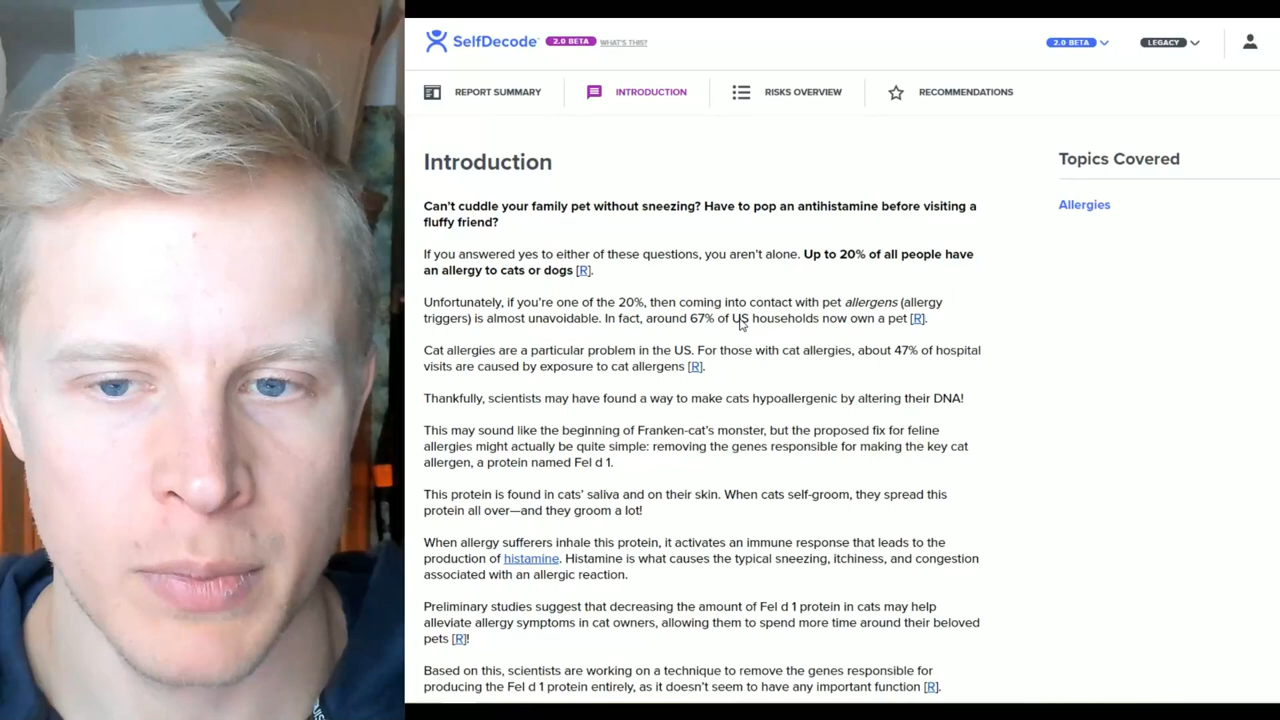 SelfDecode 2.0 BETA WHAT'S THIS?
2.0 BETA LEGACY
REPORT SUMMARY INTRODUCTION RISKS OVERVIEW RECOMMENDATIONS
Introduction
Can't cuddle your family pet without sneezing? Have to pop an antihistamine before visiting a
fluffy friend?
If you answered yes to either of these questions, you aren't alone. Up to 20% of all people have
an allergy to cats or dogs [R].
Unfortunately, if you're one of the 20%, then coming into contact with pet allergens (allergy
triggers) is almost unavoidable. In fact, around 67% of US households now own a pet [R].
Cat allergies are a particular problem in the US. For those with cat allergies, about 47% of hospital
visits are caused by exposure to cat allergens [R].
Thankfully, scientists may have found a way to make cats hypoallergenic by altering their DNA!
This may sound like the beginning of Franken-cat's monster, but the proposed fix for feline
allergies might actually be quite simple: removing the genes responsible for making the key cat
allergen, a protein named Fel d 1.
This protein is found in cats' saliva and on their skin. When cats self-groom, they spread this
protein all over—and they groom a lot!
When allergy sufferers inhale this protein, it activates an immune response that leads to the
production of histamine. Histamine is what causes the typical sneezing, itchiness, and congestion
associated with an allergic reaction.
Preliminary studies suggest that decreasing the amount of Fel d 1 protein in cats may help
alleviate allergy symptoms in cat owners, allowing them to spend more time around their beloved
pets [R]!
Based on this, scientists are working on a technique to remove the genes responsible for
producing the Fel d 1 protein entirely, as it doesn't seem to have any important function [R].
Topics Covered
Allergies